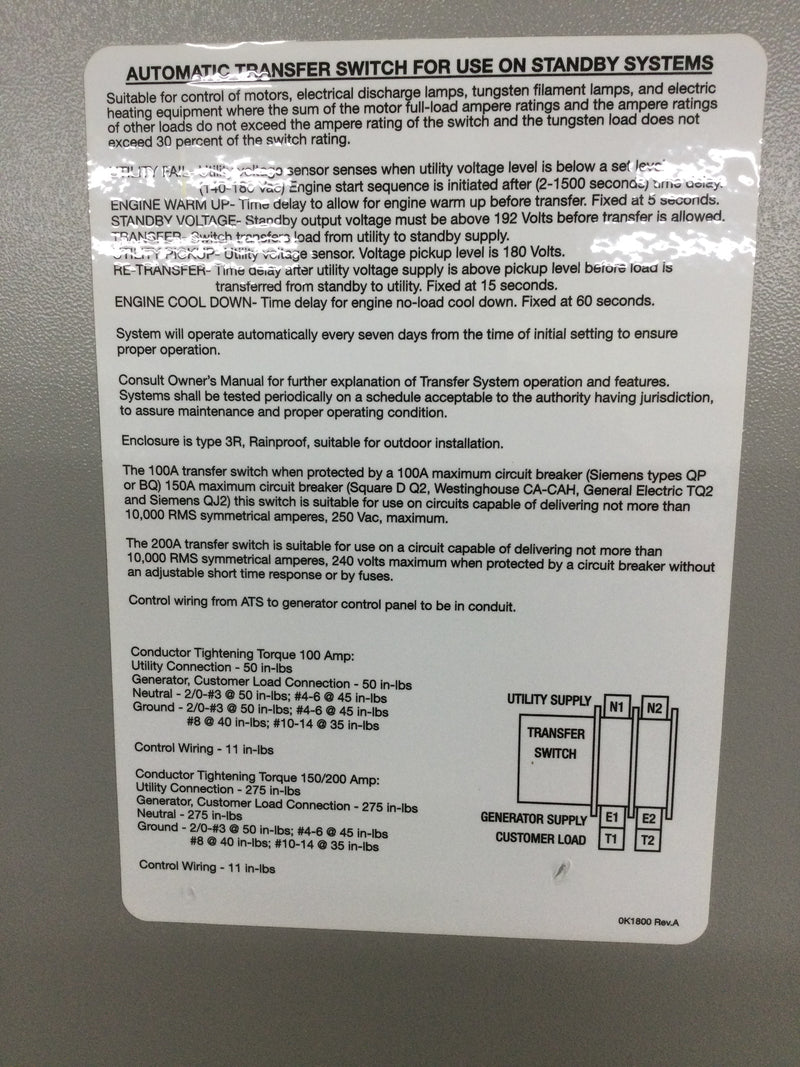 AUTOMATIC TRANSFER SWITCH FOR USE ON STANDBY SYSTEMS
Suitable for control of motors, electrical discharge lamps, tungsten filament lamps, and electric
heating equipment where the sum of the motor full-load ampere ratings and the ampere ratings
of other loads do not exceed the ampere rating of the switch and the tungsten load does not
exceed 30 percent of the switch rating.
UTILITY FAIL- Utility voltage sensor senses when utility voltage level is below a set level
(140-180 Vac) Engine start sequence is initiated after (2-1500 seconds) time delay.
ENGINE WARM UP- Time delay to allow for engine warm up before transfer. Fixed at 5 seconds.
STANDBY VOLTAGE- Standby output voltage must be above 192 Volts before transfer is allowed.
TRANSFER- Switch transfers load from utility to standby supply.
UTILITY PICKUP- Utility voltage sensor. Voltage pickup level is 180 Volts.
RE-TRANSFER- Time delay after utility voltage supply is above pickup level before load is
transferred from standby to utility. Fixed at 15 seconds.
ENGINE COOL DOWN- Time delay for engine no-load cool down. Fixed at 60 seconds.
System will operate automatically every seven days from the time of initial setting to ensure
proper operation.
Consult Owner's Manual for further explanation of Transfer System operation and features.
Systems shall be tested periodically on a schedule acceptable to the authority having jurisdiction,
to assure maintenance and proper operating condition.
Enclosure is type 3R, Rainproof, suitable for outdoor installation.
The 100A transfer switch when protected by a 100A maximum circuit breaker (Siemens types QP
or BQ) 150A maximum circuit breaker (Square D Q2, Westinghouse CA-CAH, General Electric TQ2
and Siemens QJ2) this switch is suitable for use on circuits capable of delivering not more than
10,000 RMS symmetrical amperes, 250 Vac, maximum.
The 200A transfer switch is suitable for use on a circuit capable of delivering not more than
10,000 RMS symmetrical amperes, 240 volts maximum when protected by a circuit breaker without
an adjustable short time response or by fuses.
Control wiring from ATS to generator control panel to be in conduit.
Conductor Tightening Torque 100 Amp:
Utility Connection - 50 in-lbs
Generator, Customer Load Connection - 50 in-lbs
Neutral - 2/0-#3 @ 50 in-lbs; #4-6 @ 45 in-lbs
Ground - 2/0-#3 @ 50 in-lbs; #4-6 @ 45 in-lbs
#8 @ 40 in-lbs; #10-14 @ 35 in-lbs
Control Wiring - 11 in-lbs
Conductor Tightening Torque 150/200 Amp:
Utility Connection - 275 in-lbs
Generator, Customer Load Connection - 275 in-lbs
Neutral - 275 in-lbs
Ground - 2/0-#3 @ 50 in-lbs; #4-6 @ 45 in-lbs
#8 @ 40 in-lbs; #10-14 @ 35 in-lbs
Control Wiring - 11 in-lbs
UTILITY SUPPLY N1 N2
TRANSFER
SWITCH
GENERATOR SUPPLY E1 E2
CUSTOMER LOAD T1 T2
0K1800 Rev.A